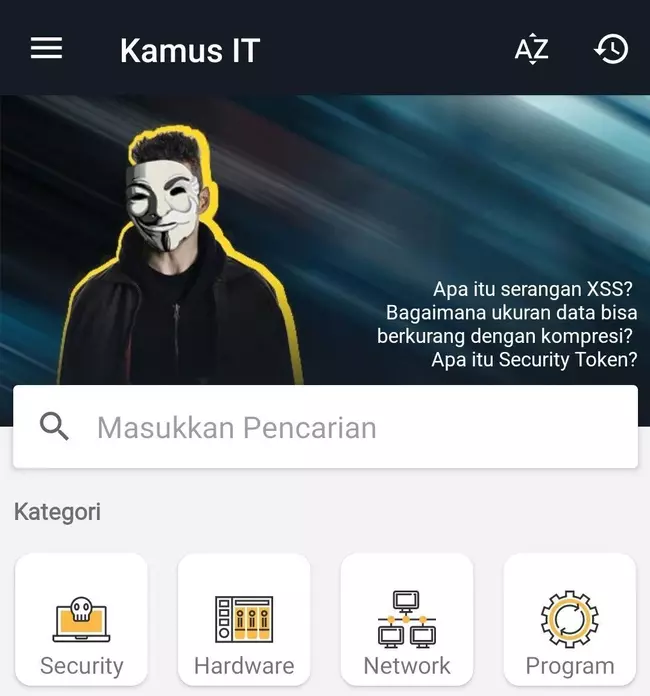 Kamus IT
AZ
Apa itu serangan XSS?
Bagaimana ukuran data bisa
berkurang dengan kompresi?
Apa itu Security Token?
Masukkan Pencarian
Kategori
Security
Hardware
Network
Program